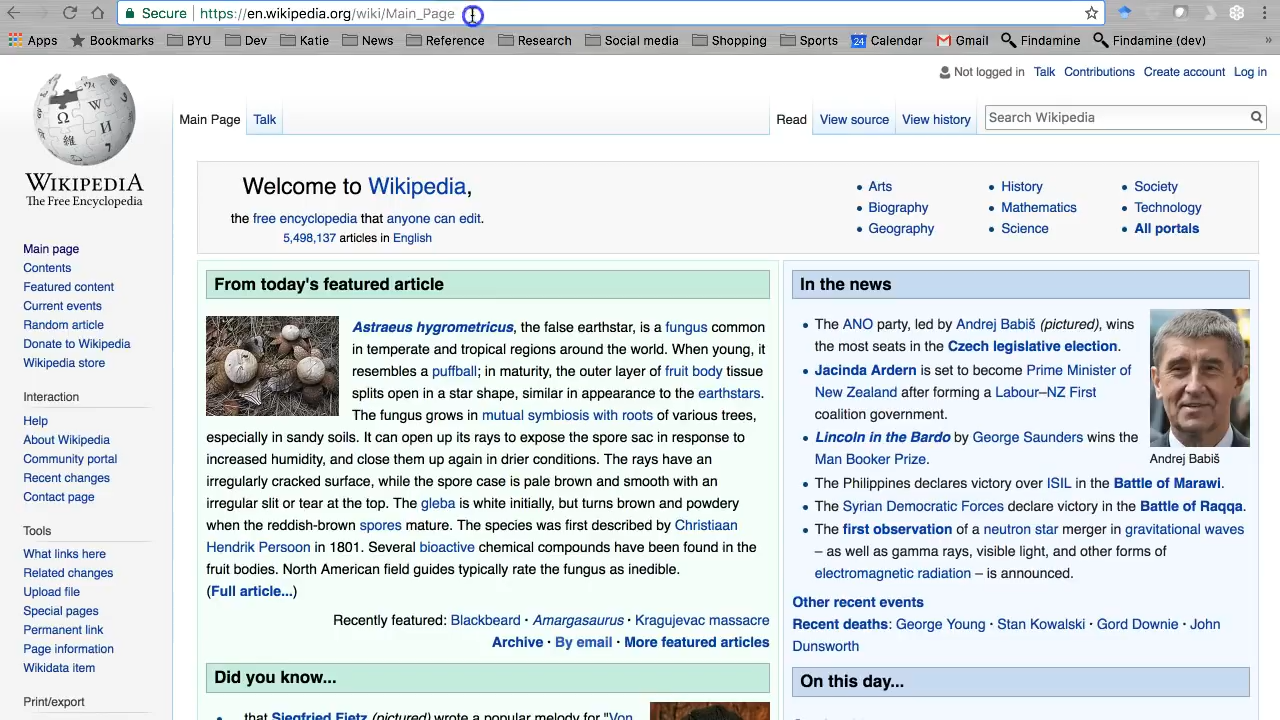 Secure https://en.wikipedia.org/wiki/Main_Page
Apps Bookmarks BYU Dev Katie News Reference Research Social media Shopping Sports 24 Calendar Gmail Findamine Findamine (dev) »
Not logged in Talk Contributions Create account Log in
Main Page Talk Read View source View history Search Wikipedia
WIKIPEDIA
The Free Encyclopedia
Main page
Contents
Featured content
Current events
Random article
Donate to Wikipedia
Wikipedia store
Interaction
Help
About Wikipedia
Community portal
Recent changes
Contact page
Tools
What links here
Related changes
Upload file
Special pages
Permanent link
Page information
Wikidata item
Print/export
Welcome to Wikipedia,
the free encyclopedia that anyone can edit.
5,498,137 articles in English
• Arts
• Biography
• Geography
• History
• Mathematics
• Science
• Society
• Technology
• All portals
From today's featured article
Astraeus hygrometricus, the false earthstar, is a fungus common
in temperate and tropical regions around the world. When young, it
resembles a puffball; in maturity, the outer layer of fruit body tissue
splits open in a star shape, similar in appearance to the earthstars.
The fungus grows in mutual symbiosis with roots of various trees,
especially in sandy soils. It can open up its rays to expose the spore sac in response to
increased humidity, and close them up again in drier conditions. The rays have an
irregularly cracked surface, while the spore case is pale brown and smooth with an
irregular slit or tear at the top. The gleba is white initially, but turns brown and powdery
when the reddish-brown spores mature. The species was first described by Christiaan
Hendrik Persoon in 1801. Several bioactive chemical compounds have been found in the
fruit bodies. North American field guides typically rate the fungus as inedible.
(Full article...)
Recently featured: Blackbeard · Amargasaurus · Kragujevac massacre
Archive · By email · More featured articles
Did you know...
• that Siegfried Fietz (pictured) wrote a popular melody for "Von
In the news
• The ANO party, led by Andrej Babiš (pictured), wins
the most seats in the Czech legislative election.
• Jacinda Ardern is set to become Prime Minister of
New Zealand after forming a Labour–NZ First
coalition government.
• Lincoln in the Bardo by George Saunders wins the
Man Booker Prize.
Andrej Babiš
• The Philippines declares victory over ISIL in the Battle of Marawi.
• The Syrian Democratic Forces declare victory in the Battle of Raqqa.
• The first observation of a neutron star merger in gravitational waves
– as well as gamma rays, visible light, and other forms of
electromagnetic radiation – is announced.
Other recent events
Recent deaths: George Young · Stan Kowalski · Gord Downie · John
Dunsworth
On this day...